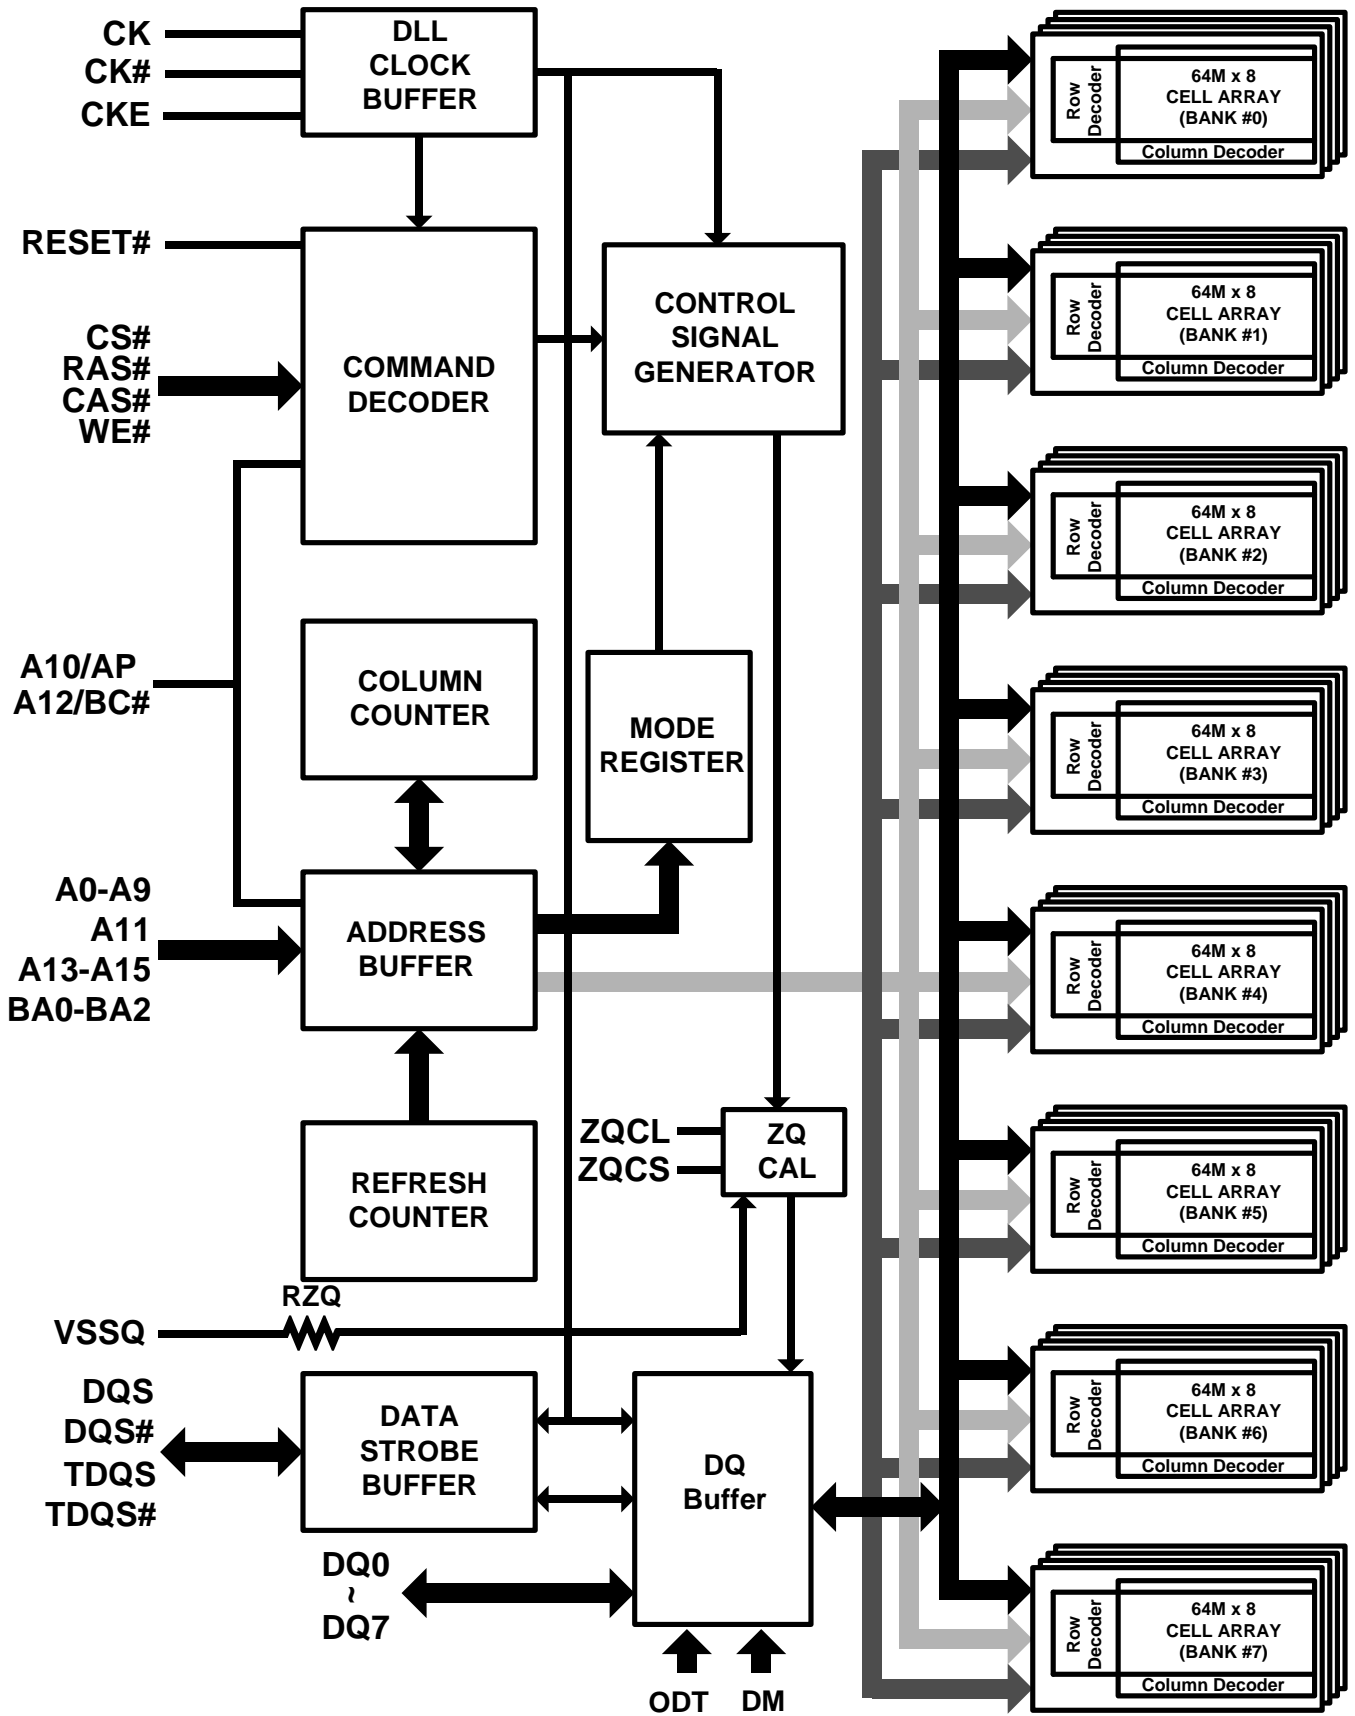 CK
CK#
CKE
DLL
CLOCK
BUFFER
RESET#
CS#
RAS#
CAS#
WE#
COMMAND
DECODER
CONTROL
SIGNAL
GENERATOR
A10/AP
A12/BC#
COLUMN
COUNTER
MODE
REGISTER
A0-A9
A11
A13-A15
BA0-BA2
ADDRESS
BUFFER
REFRESH
COUNTER
ZQCL
ZQCS
ZQ
CAL
RZQ
VSSQ
DQS
DQS#
TDQS
TDQS#
DATA
STROBE
BUFFER
DQ
Buffer
DQ0
~
DQ7
ODT
DM
Row
Decoder
64M x 8
CELL ARRAY
(BANK #0)
Column Decoder
Row
Decoder
64M x 8
CELL ARRAY
(BANK #1)
Column Decoder
Row
Decoder
64M x 8
CELL ARRAY
(BANK #2)
Column Decoder
Row
Decoder
64M x 8
CELL ARRAY
(BANK #3)
Column Decoder
Row
Decoder
64M x 8
CELL ARRAY
(BANK #4)
Column Decoder
Row
Decoder
64M x 8
CELL ARRAY
(BANK #5)
Column Decoder
Row
Decoder
64M x 8
CELL ARRAY
(BANK #6)
Column Decoder
Row
Decoder
64M x 8
CELL ARRAY
(BANK #7)
Column Decoder